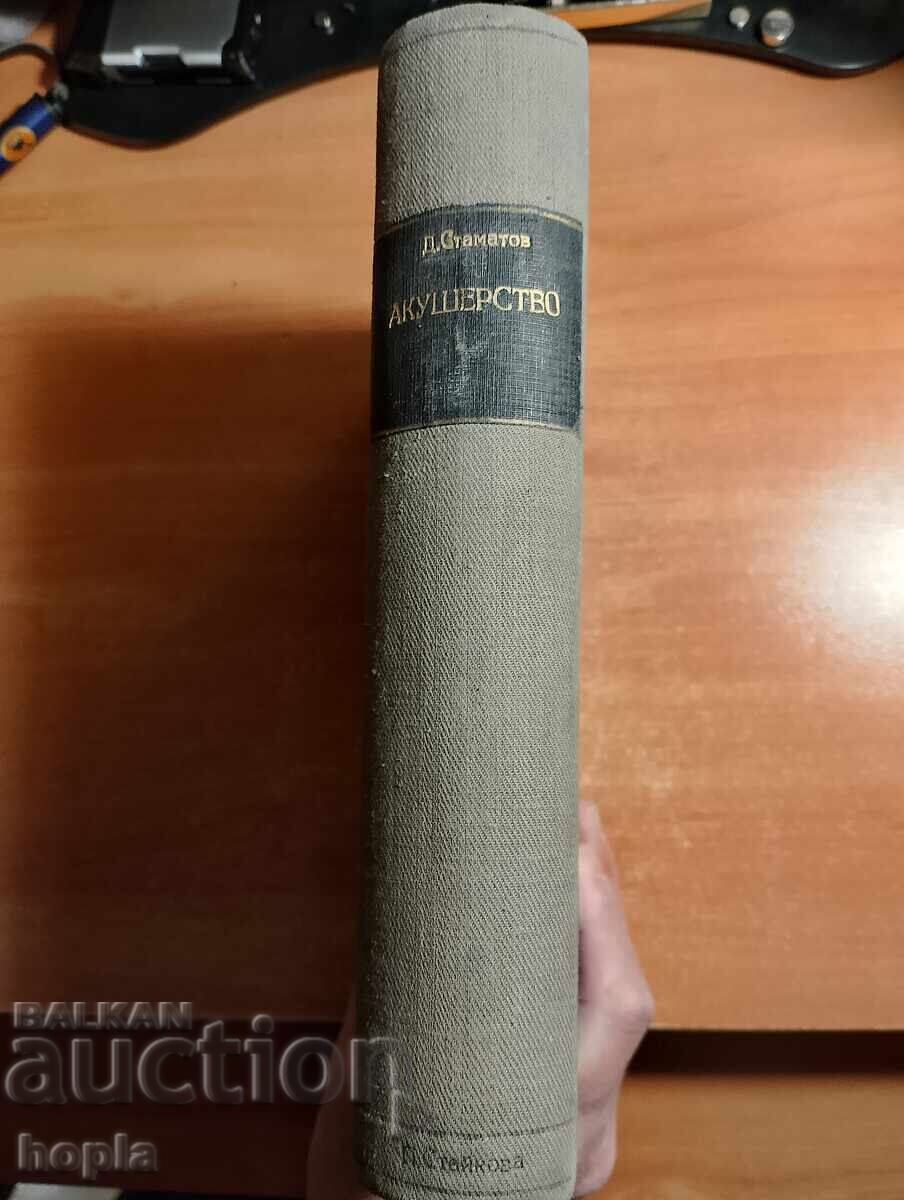 Д. Стаматов
АКУШЕРСТВО
BALKAN
auction
hopla
Стайкова